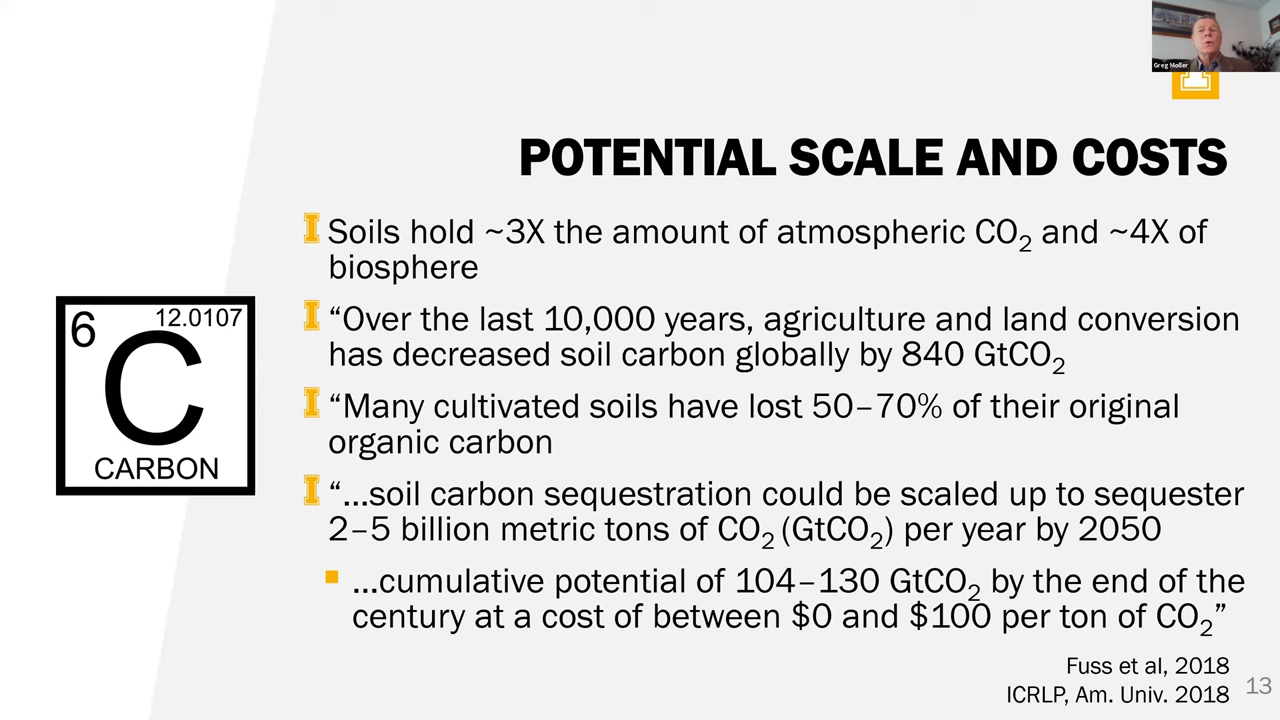 Greg Moller
POTENTIAL SCALE AND COSTS
Soils hold ~3X the amount of atmospheric CO₂ and ~4X of
biosphere
“Over the last 10,000 years, agriculture and land conversion
has decreased soil carbon globally by 840 GtCO₂
“Many cultivated soils have lost 50–70% of their original
organic carbon
“...soil carbon sequestration could be scaled up to sequester
2–5 billion metric tons of CO₂ (GtCO₂) per year by 2050
...cumulative potential of 104–130 GtCO₂ by the end of the
century at a cost of between $0 and $100 per ton of CO₂”
6
12.0107
C
CARBON
Fuss et al, 2018
ICRLP, Am. Univ. 2018
13